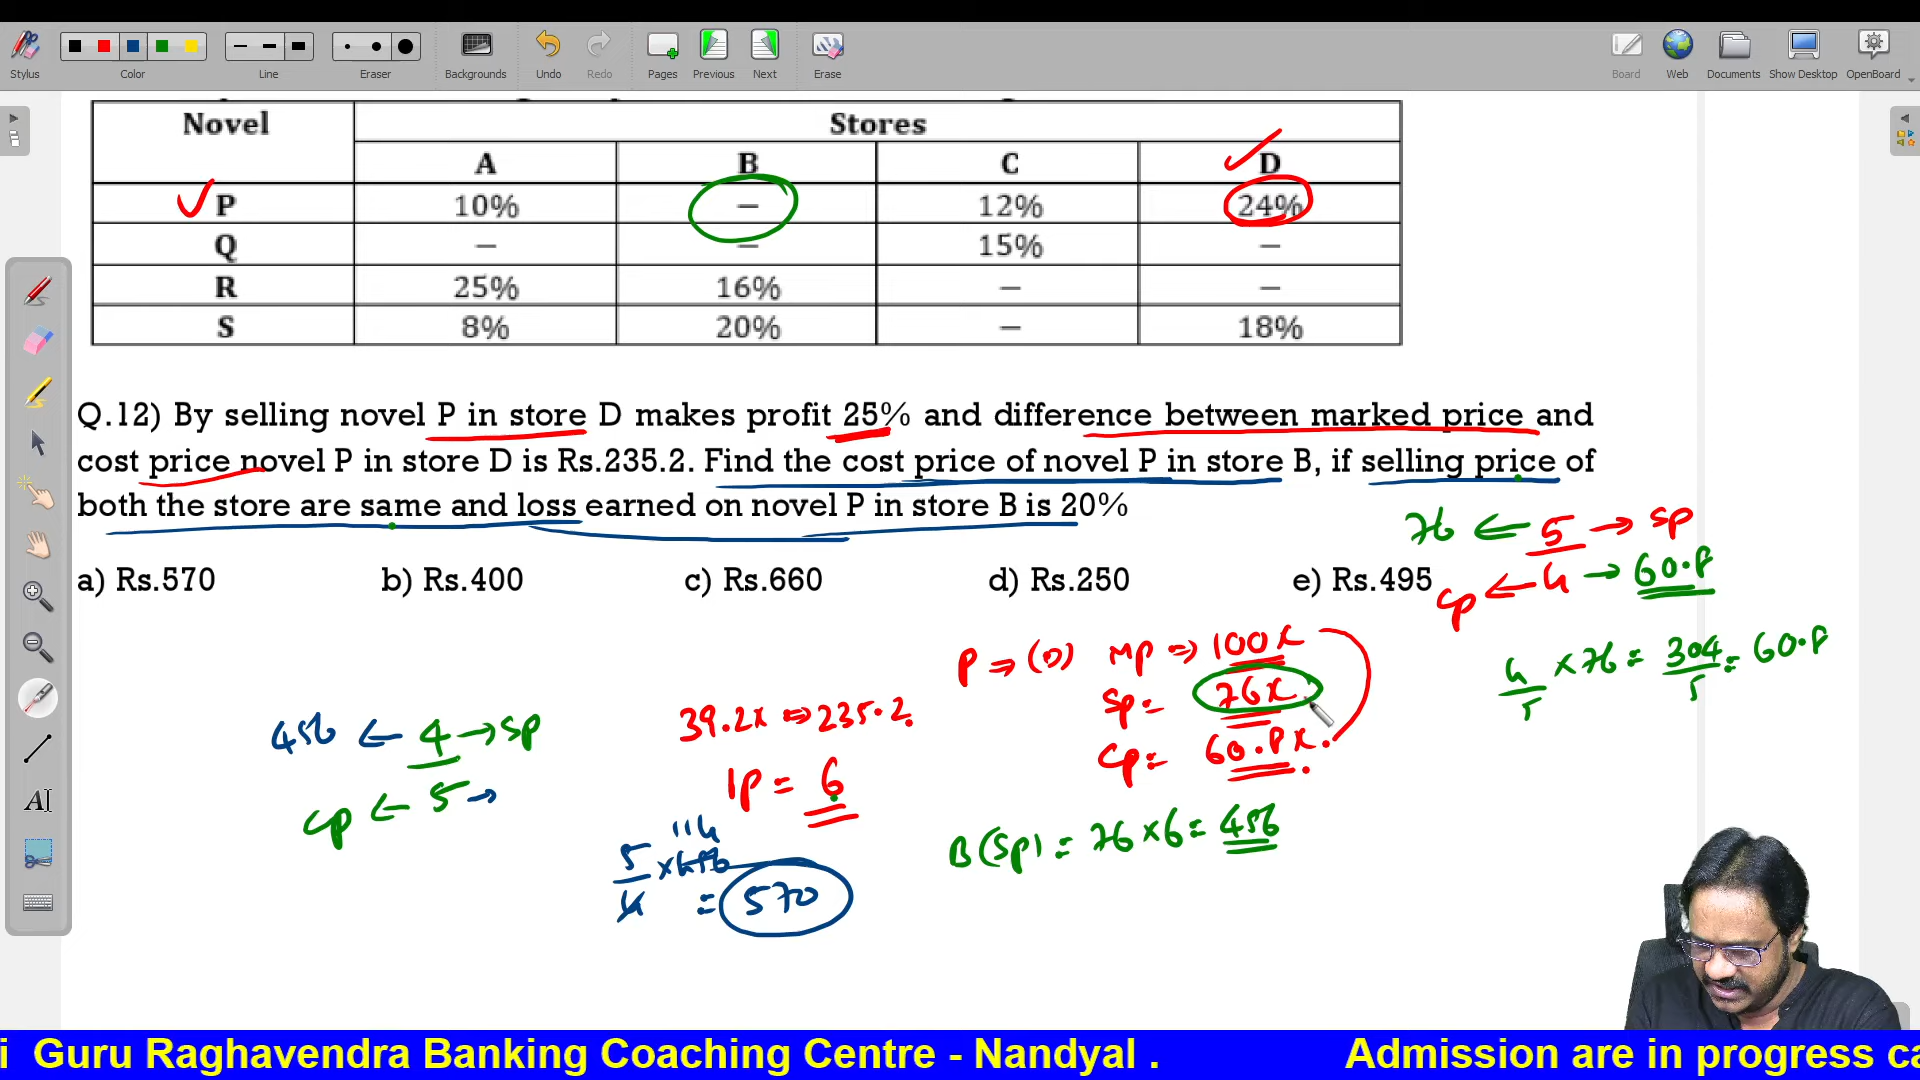 Stylus
Color
Line
Eraser
Backgrounds
Undo
Redo
Pages
Previous
Next
Erase
Board
Web
Documents
Show Desktop
OpenBoard
Novel Stores
A B C D
P 10% – 12% 24%
Q – – 15% –
R 25% 16% – –
S 8% 20% – 18%
Q.12) By selling novel P in store D makes profit 25% and difference between marked price and
cost price novel P in store D is Rs.235.2. Find the cost price of novel P in store B, if selling price of
both the store are same and loss earned on novel P in store B is 20%
a) Rs.570 b) Rs.400 c) Rs.660 d) Rs.250 e) Rs.495
76 ← 5 → SP
CP ← 4 → 60.8
4/5 × 76 = 304/5 = 60.8
P ⇒ (D) MP ⇒ 100x
SP = 76x
CP = 60.8x.
39.2x ⇒ 235.2
1P = 6
B (SP) = 76 × 6 = 456
456 ← 4 → SP
CP ← 5 →
114
5/4 × 456
= 570
i Guru Raghavendra Banking Coaching Centre - Nandyal . Admission are in progress ca